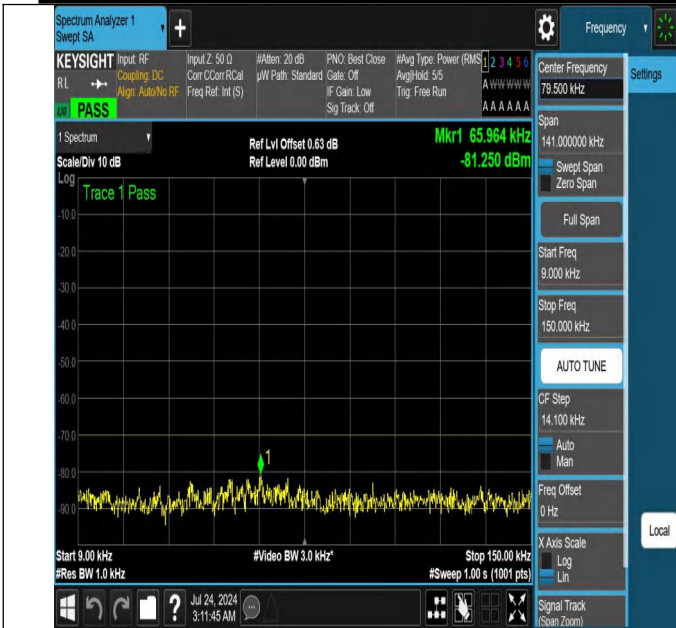 Spectrum Analyzer 1
Swept SA
+
Frequency
KEYSIGHT
RL
PASS
Input: RF
Coupling: DC
Align: Auto/No RF
Input Z: 50 Ω
Corr CCorr RCal
Freq Ref: Int (S)
#Atten: 20 dB
µW Path: Standard
PNO: Best Close
Gate: Off
IF Gain: Low
Sig Track: Off
#Avg Type: Power (RMS
Avg|Hold: 5/5
Trig: Free Run
1 2 3 4 5 6
A W W W W W
A A A A A A
1 Spectrum
Scale/Div 10 dB
Log
Ref Lvl Offset 0.63 dB
Ref Level 0.00 dBm
Mkr1 65.964 kHz
-81.250 dBm
Trace 1 Pass
-10.0
-20.0
-30.0
-40.0
-50.0
-60.0
-70.0
-80.0
-90.0
1
Start 9.00 kHz
#Res BW 1.0 kHz
#Video BW 3.0 kHz*
Stop 150.00 kHz
#Sweep 1.00 s (1001 pts)
?
Jul 24, 2024
3:11:45 AM
Center Frequency
79.500 kHz
Span
141.000000 kHz
Swept Span
Zero Span
Full Span
Start Freq
9.000 kHz
Stop Freq
150.000 kHz
AUTO TUNE
CF Step
14.100 kHz
Auto
Man
Freq Offset
0 Hz
X Axis Scale
Log
Lin
Signal Track
(Span Zoom)
Settings
Local